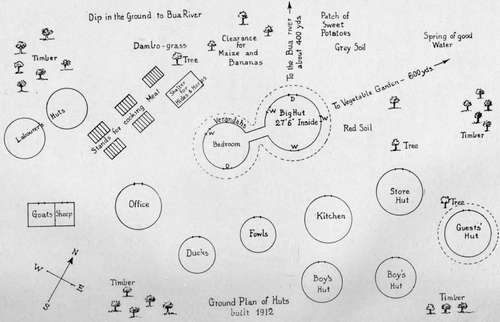 Dip in the Ground to Bua River
Timber
Dambo-grass
Tree
Clearance
for
Maize and
Bananas
To the Bua river
about 400 yds
Patch of
Sweet
Potatoes
Grey Soil
Spring of good
Water
To Vegetable Garden - 600 yds
Timber
Labourers Huts
Stands for cooking Meal
Shelter for
Mules & Horses
Verandahs
W
Bedroom
D
D
W
Big Hut
27'6" Inside
W
W
Red Soil
Tree
Goats
Sheep
Office
Ducks
Fowls
Kitchen
Store
Hut
Tree
Guests'
Hut
Boy's
Hut
Boy's
Hut
N
W
E
S
Timber
Ground Plan of Huts
built 1912
Timber